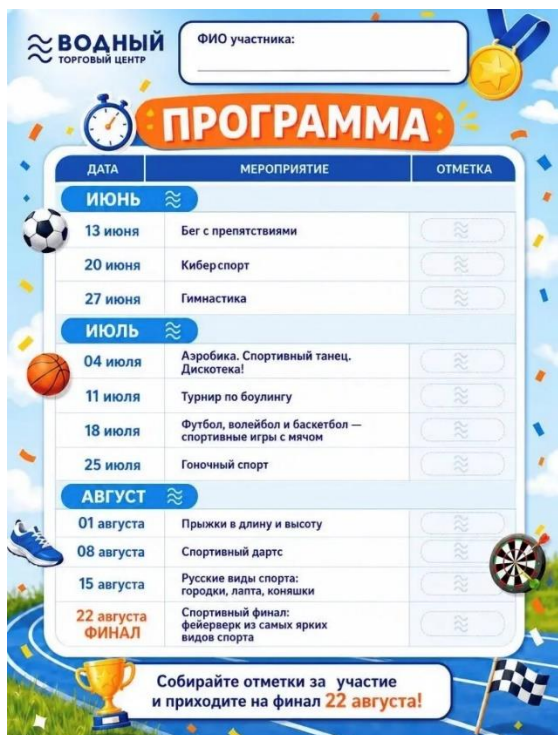 ВОДНЫЙ
ТОРГОВЫЙ ЦЕНТР
ФИО участника:
ПРОГРАММА
ДАТА МЕРОПРИЯТИЕ ОТМЕТКА
ИЮНЬ
13 июня Бег с препятствиями
20 июня Киберспорт
27 июня Гимнастика
ИЮЛЬ
04 июля Аэробика. Спортивный танец.
Дискотека!
11 июля Турнир по боулингу
18 июля Футбол, волейбол и баскетбол —
спортивные игры с мячом
25 июля Гоночный спорт
АВГУСТ
01 августа Прыжки в длину и высоту
08 августа Спортивный дартс
15 августа Русские виды спорта:
городки, лапта, коняшки
22 августа
ФИНАЛ
Спортивный финал:
фейерверк из самых ярких
видов спорта
Собирайте отметки за участие
и приходите на финал 22 августа!